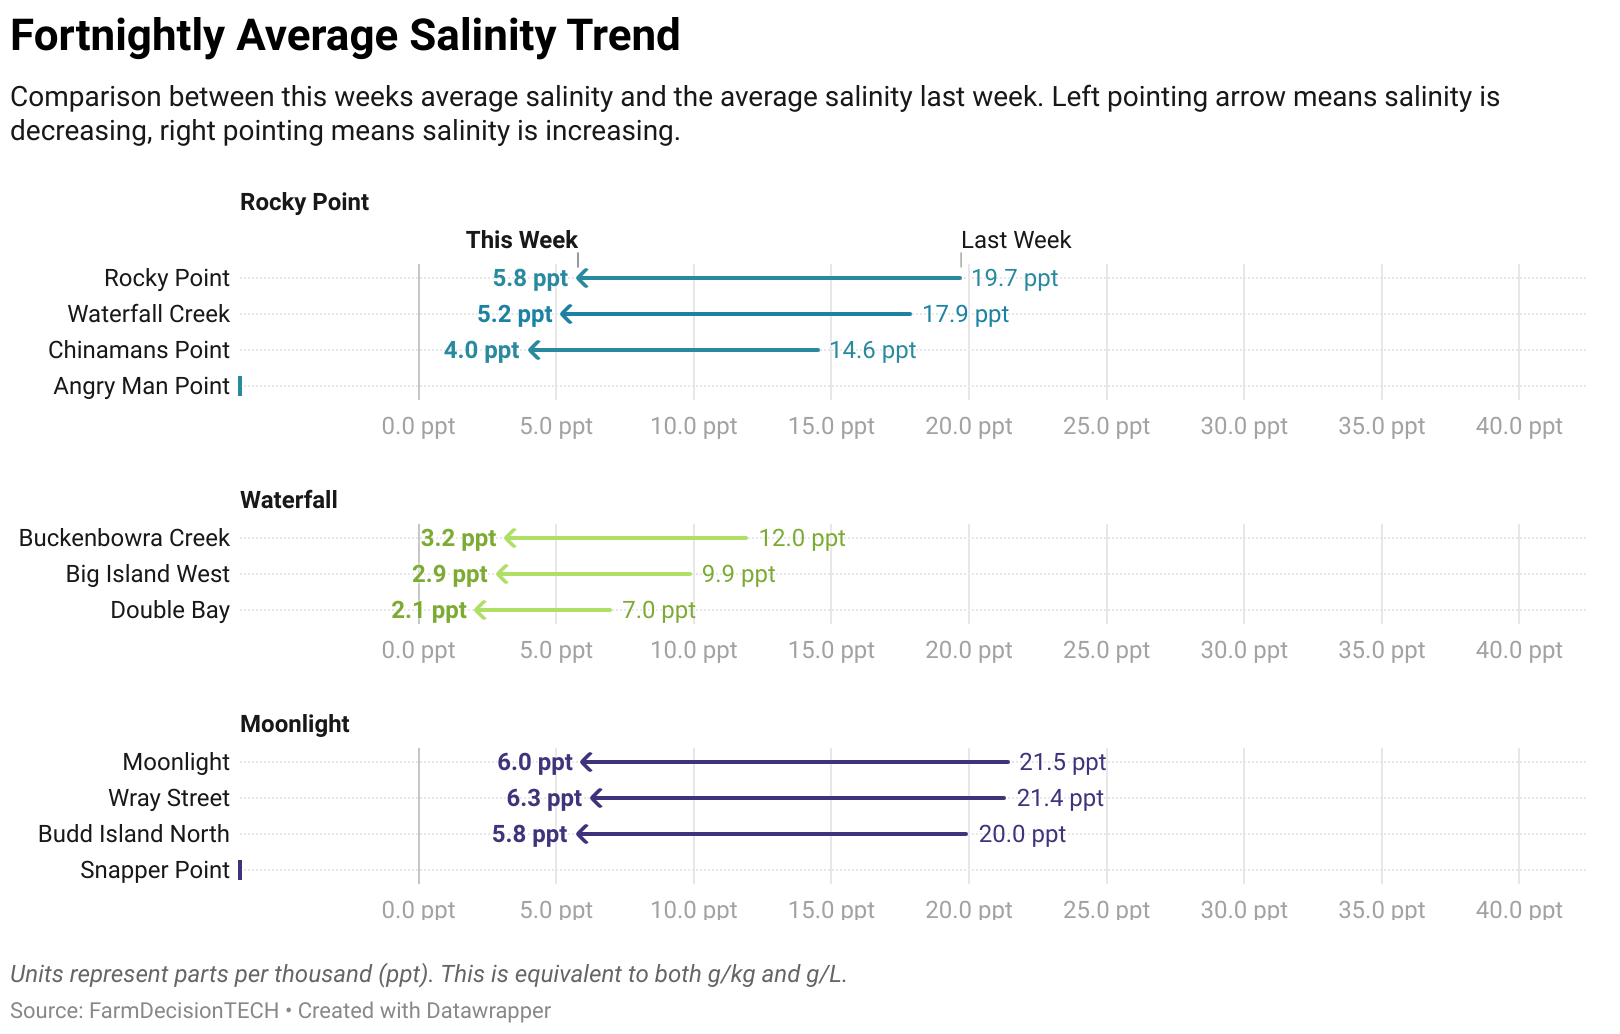 Fortnightly Average Salinity Trend
Comparison between this weeks average salinity and the average salinity last week. Left pointing arrow means salinity is
decreasing, right pointing means salinity is increasing.
Rocky Point
This Week Last Week
Rocky Point 5.8 ppt 19.7 ppt
Waterfall Creek 5.2 ppt 17.9 ppt
Chinamans Point 4.0 ppt 14.6 ppt
Angry Man Point
0.0 ppt 5.0 ppt 10.0 ppt 15.0 ppt 20.0 ppt 25.0 ppt 30.0 ppt 35.0 ppt 40.0 ppt
Waterfall
Buckenbowra Creek 3.2 ppt 12.0 ppt
Big Island West 2.9 ppt 9.9 ppt
Double Bay 2.1 ppt 7.0 ppt
0.0 ppt 5.0 ppt 10.0 ppt 15.0 ppt 20.0 ppt 25.0 ppt 30.0 ppt 35.0 ppt 40.0 ppt
Moonlight
Moonlight 6.0 ppt 21.5 ppt
Wray Street 6.3 ppt 21.4 ppt
Budd Island North 5.8 ppt 20.0 ppt
Snapper Point
0.0 ppt 5.0 ppt 10.0 ppt 15.0 ppt 20.0 ppt 25.0 ppt 30.0 ppt 35.0 ppt 40.0 ppt
Units represent parts per thousand (ppt). This is equivalent to both g/kg and g/L.
Source: FarmDecisionTECH • Created with Datawrapper